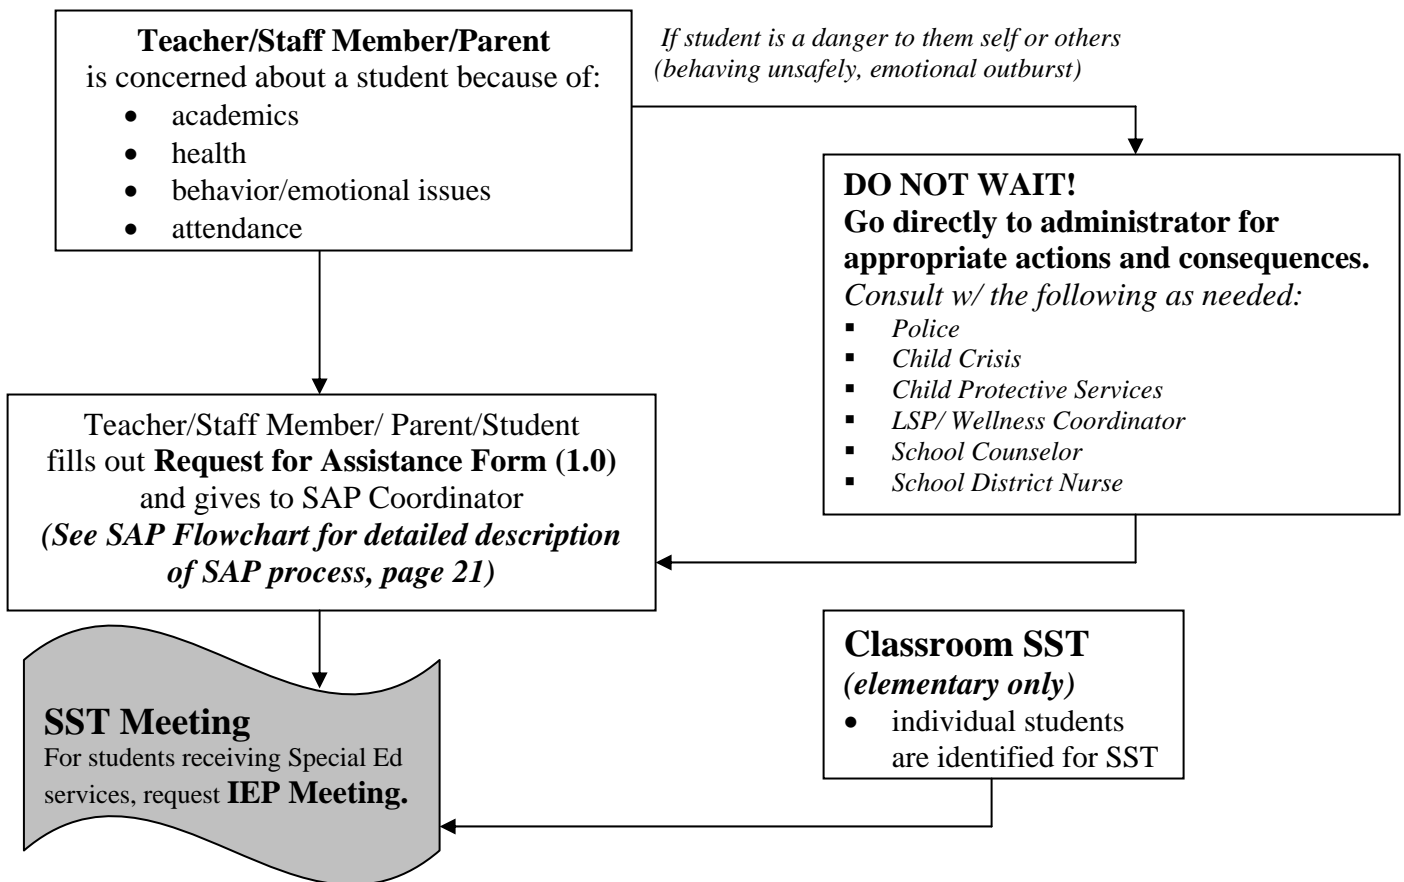 Teacher/Staff Member/Parent
is concerned about a student because of:
• academics
• health
• behavior/emotional issues
• attendance
If student is a danger to them self or others
(behaving unsafely, emotional outburst)
DO NOT WAIT!
Go directly to administrator for
appropriate actions and consequences.
Consult w/ the following as needed:
▪ Police
▪ Child Crisis
▪ Child Protective Services
▪ LSP/ Wellness Coordinator
▪ School Counselor
▪ School District Nurse
Teacher/Staff Member/ Parent/Student
fills out Request for Assistance Form (1.0)
and gives to SAP Coordinator
(See SAP Flowchart for detailed description
of SAP process, page 21)
Classroom SST
(elementary only)
• individual students
are identified for SST
SST Meeting
For students receiving Special Ed
services, request IEP Meeting.